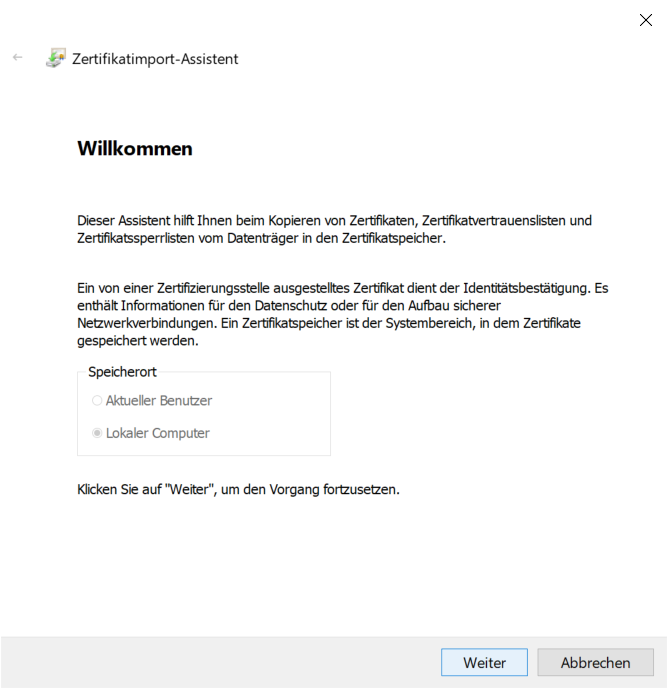 Zertifikatimport-Assistent
Willkommen
Dieser Assistent hilft Ihnen beim Kopieren von Zertifikaten, Zertifikatvertrauenslisten und
Zertifikatssperrlisten vom Datenträger in den Zertifikatspeicher.
Ein von einer Zertifizierungsstelle ausgestelltes Zertifikat dient der Identitätsbestätigung. Es
enthält Informationen für den Datenschutz oder für den Aufbau sicherer
Netzwerkverbindungen. Ein Zertifikatspeicher ist der Systembereich, in dem Zertifikate
gespeichert werden.
Speicherort
Aktueller Benutzer
Lokaler Computer
Klicken Sie auf "Weiter", um den Vorgang fortzusetzen.
Weiter
Abbrechen